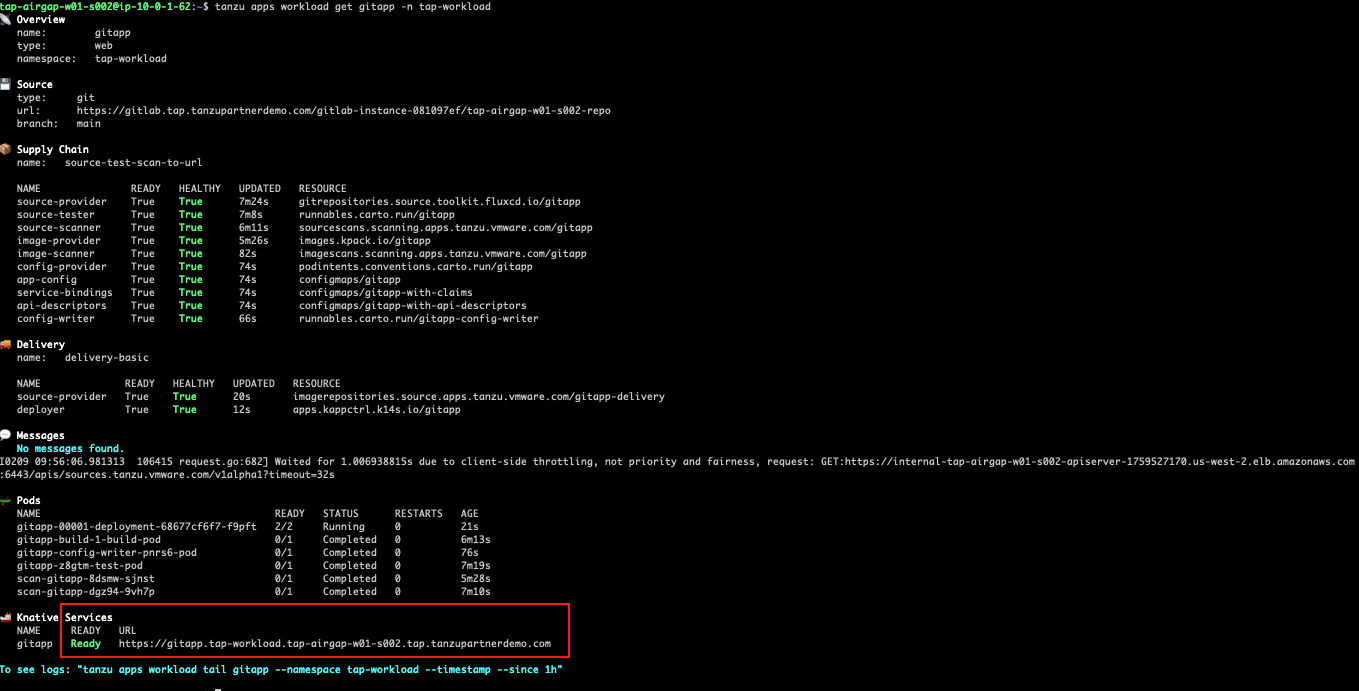 tap-airgap-w01-s002@ip-10-0-1-62:~$ tanzu apps workload get gitapp -n tap-workload
Overview
name: gitapp
type: web
namespace: tap-workload
Source
type: git
url: https://gitlab.tap.tanzupartnerdemo.com/gitlab-instance-081097ef/tap-airgap-w01-s002-repo
branch: main
Supply Chain
name: source-test-scan-to-url
NAME READY HEALTHY UPDATED RESOURCE
source-provider True True 7m24s gitrepositories.source.toolkit.fluxcd.io/gitapp
source-tester True True 7m8s runnables.carto.run/gitapp
source-scanner True True 6m11s sourcescans.scanning.apps.tanzu.vmware.com/gitapp
image-provider True True 5m26s images.kpack.io/gitapp
image-scanner True True 82s imagescans.scanning.apps.tanzu.vmware.com/gitapp
config-provider True True 74s podintents.conventions.carto.run/gitapp
app-config True True 74s configmaps/gitapp
service-bindings True True 74s configmaps/gitapp-with-claims
api-descriptors True True 74s configmaps/gitapp-with-api-descriptors
config-writer True True 66s runnables.carto.run/gitapp-config-writer
Delivery
name: delivery-basic
NAME READY HEALTHY UPDATED RESOURCE
source-provider True True 20s imagerepositories.source.apps.tanzu.vmware.com/gitapp-delivery
deployer True True 12s apps.kappctrl.k14s.io/gitapp
Messages
No messages found.
I0209 09:56:06.981313 106415 request.go:682] Waited for 1.006938815s due to client-side throttling, not priority and fairness, request: GET:https://internal-tap-airgap-w01-s002-apiserver-1759527170.us-west-2.elb.amazonaws.com
:6443/apis/sources.tanzu.vmware.com/v1alpha1?timeout=32s
Pods
NAME READY STATUS RESTARTS AGE
gitapp-00001-deployment-68677cf6f7-f9pft 2/2 Running 0 21s
gitapp-build-1-build-pod 0/1 Completed 0 6m13s
gitapp-config-writer-pnrs6-pod 0/1 Completed 0 76s
gitapp-z8gtm-test-pod 0/1 Completed 0 7m19s
scan-gitapp-8dsmw-sjnst 0/1 Completed 0 5m28s
scan-gitapp-dgz94-9vh7p 0/1 Completed 0 7m10s
Knative Services
NAME READY URL
gitapp Ready https://gitapp.tap-workload.tap-airgap-w01-s002.tap.tanzupartnerdemo.com
To see logs: "tanzu apps workload tail gitapp --namespace tap-workload --timestamp --since 1h"